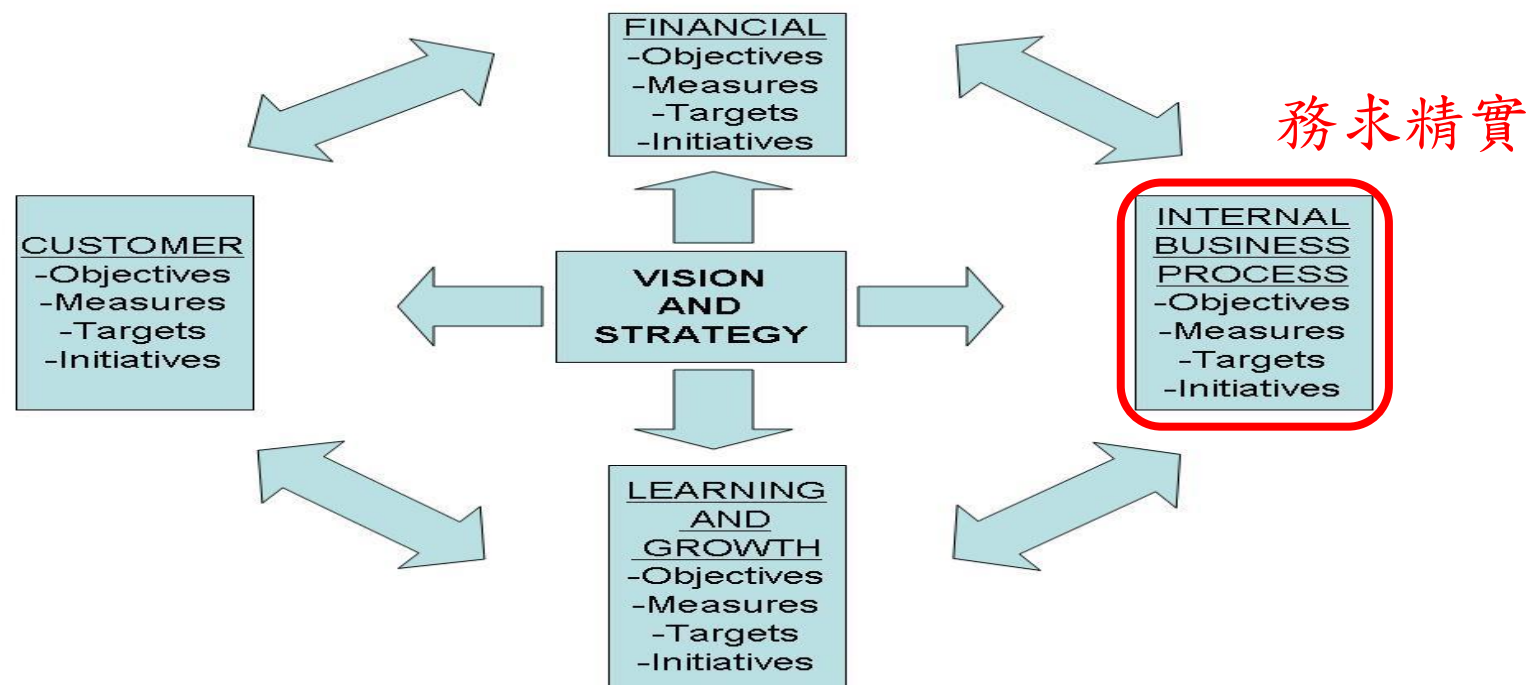 FINANCIAL
-Objectives
-Measures
-Targets
-Initiatives
務求精實
CUSTOMER
-Objectives
-Measures
-Targets
-Initiatives
VISION
AND
STRATEGY
INTERNAL
BUSINESS
PROCESS
-Objectives
-Measures
-Targets
-Initiatives
LEARNING
AND
GROWTH
-Objectives
-Measures
-Targets
-Initiatives